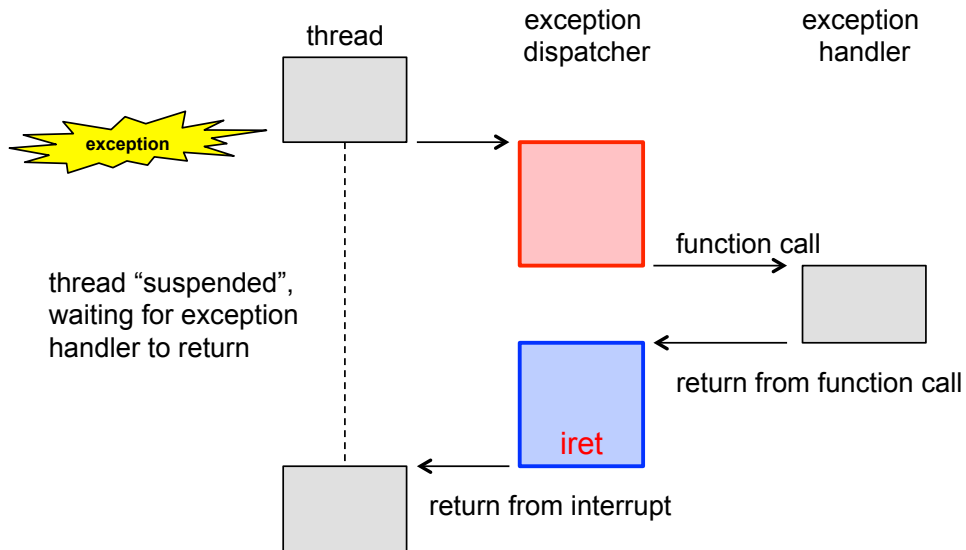 thread
exception
dispatcher
exception
handler
exception
function call
thread “suspended”,
waiting for exception
handler to return
return from function call
iret
return from interrupt